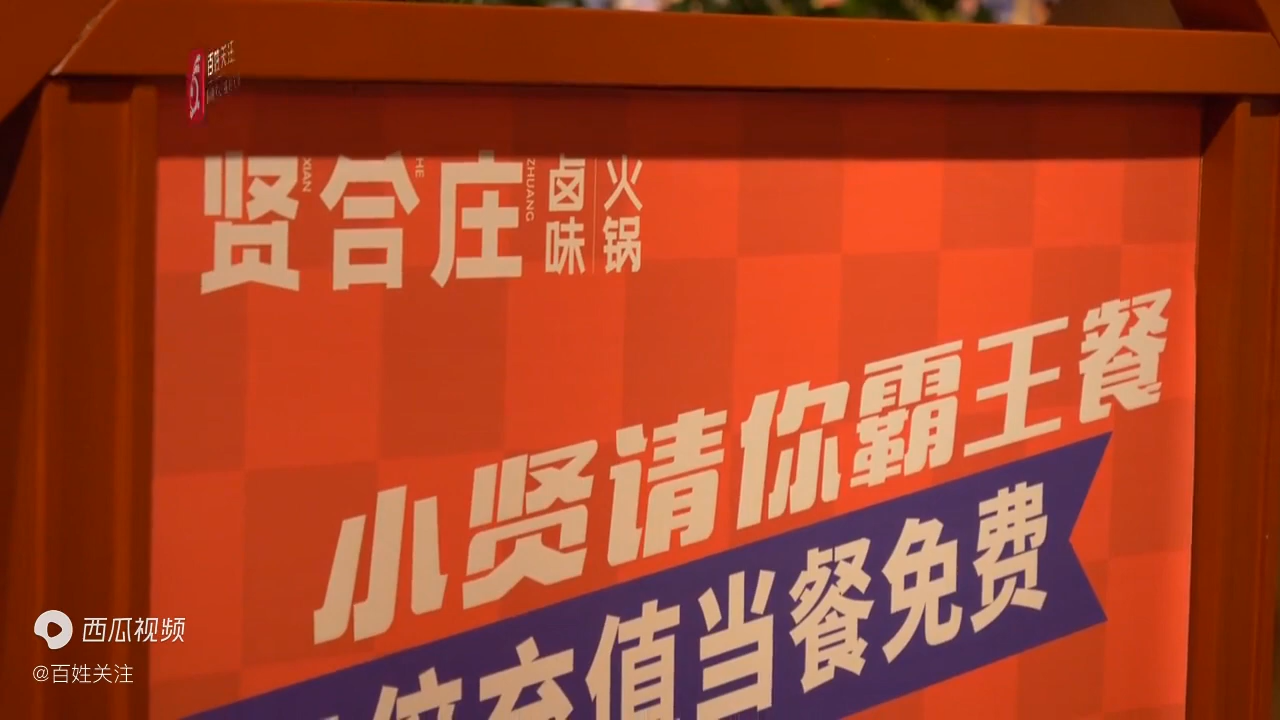 百姓关注
贤合庄 卤味 火锅
XIAN HE ZHUANG
小贤请你霸王餐
倍充值当餐免费
西瓜视频
@百姓关注